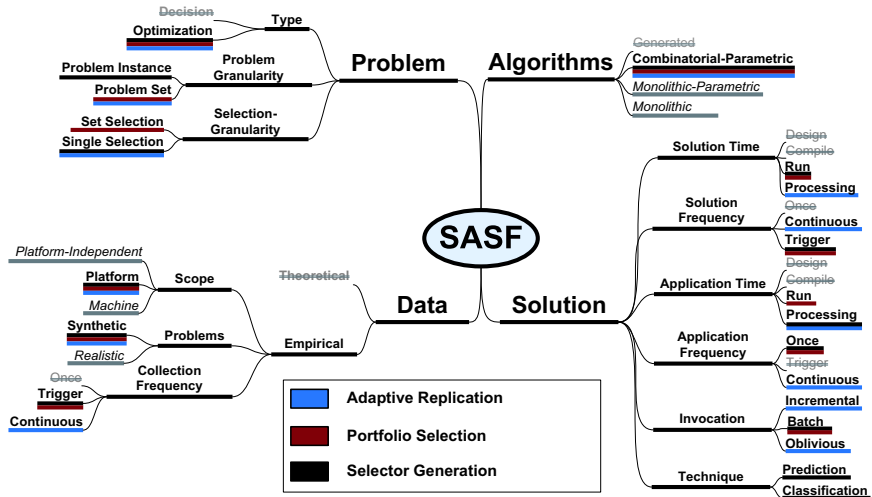 Decision
Type
Optimization
Problem Instance
Problem
Granularity
Problem Set
Set Selection
Selection-
Granularity
Single Selection
Problem
Algorithms
Generated
Combinatorial-Parametric
Monolithic-Parametric
Monolithic
SASF
Solution Time
Design
Compile
Run
Processing
Solution
Frequency
Once
Continuous
Trigger
Application Time
Design
Compile
Run
Processing
Application
Frequency
Once
Trigger
Continuous
Invocation
Incremental
Batch
Oblivious
Technique
Prediction
Classification
Solution
Data
Theoretical
Empirical
Platform-Independent
Scope
Platform
Machine
Synthetic
Problems
Realistic
Collection
Frequency
Once
Trigger
Continuous
Adaptive Replication
Portfolio Selection
Selector Generation